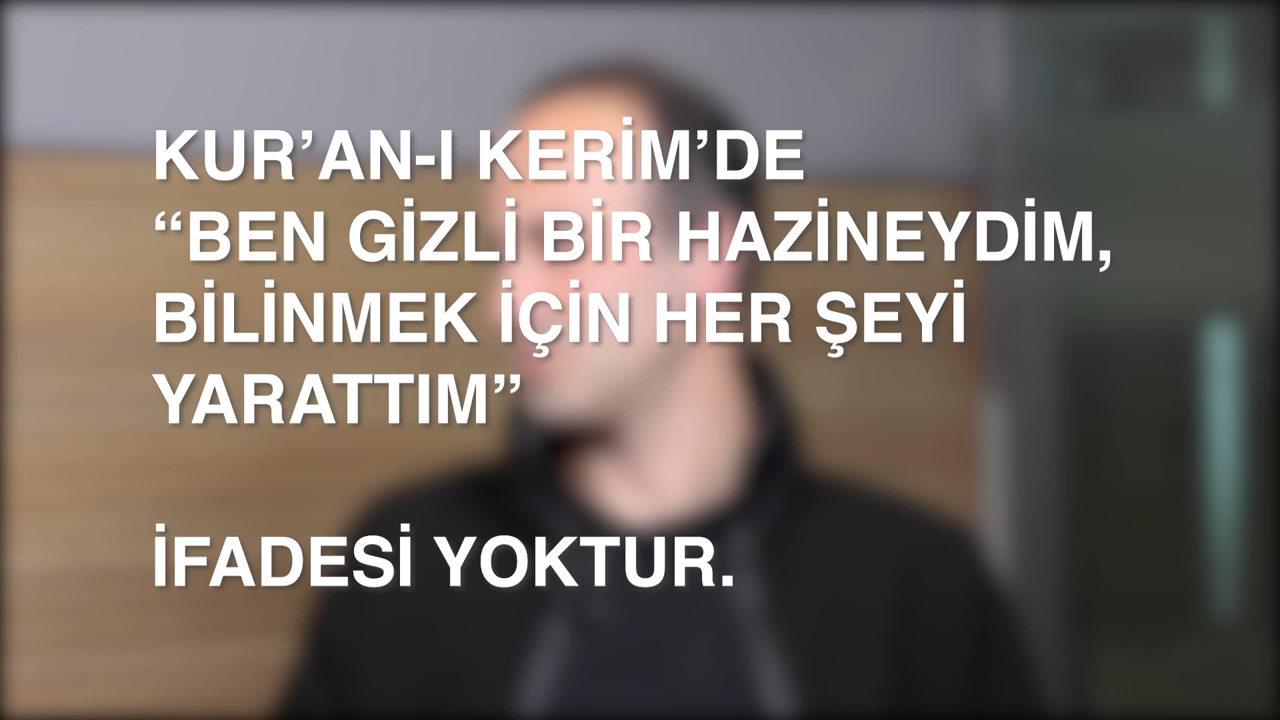 KUR’AN-I KERİM’DE
“BEN GİZLİ BİR HAZİNEYDİM,
BİLİNMEK İÇİN HER ŞEYİ
YARATTIM”
İFADESİ YOKTUR.